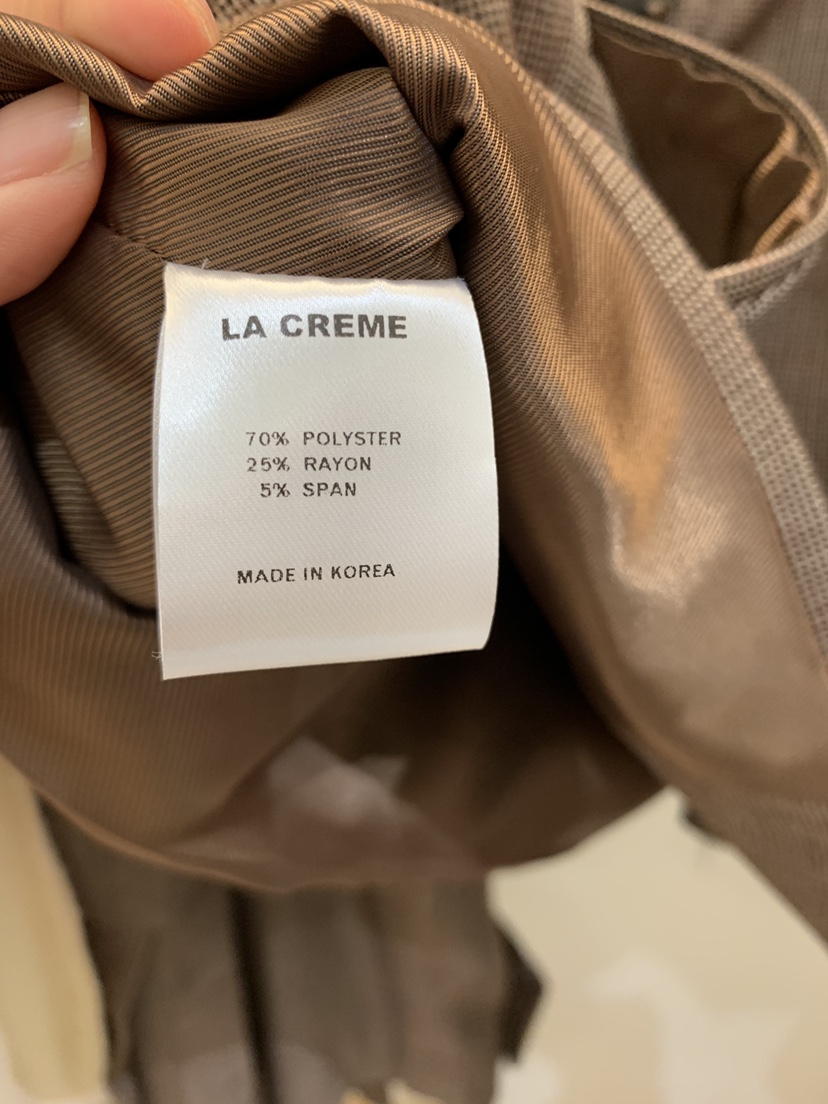 LA CREME
70% POLYSTER
25% RAYON
5% SPAN
MADE IN KOREA